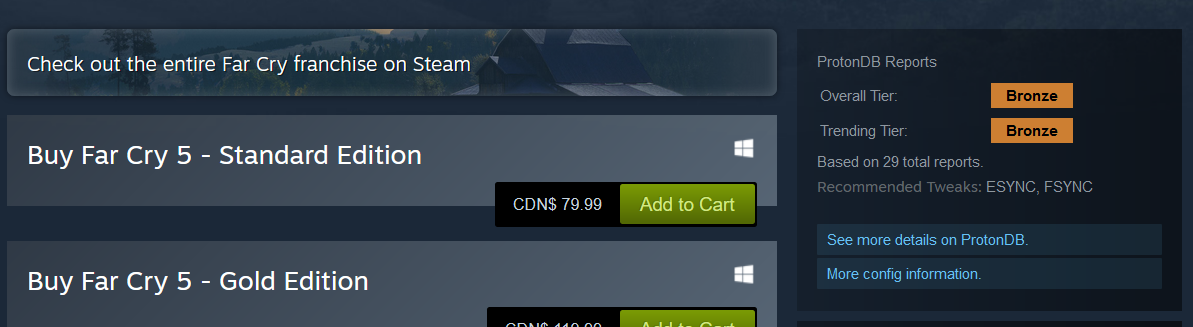 Check out the entire Far Cry franchise on Steam
Buy Far Cry 5 - Standard Edition
CDN$ 79.99
Add to Cart
Buy Far Cry 5 - Gold Edition
Add to Cart
ProtonDB Reports
Overall Tier:
Bronze
Trending Tier:
Bronze
Based on 29 total reports.
Recommended Tweaks: ESYNC, FSYNC
See more details on ProtonDB.
More config information.